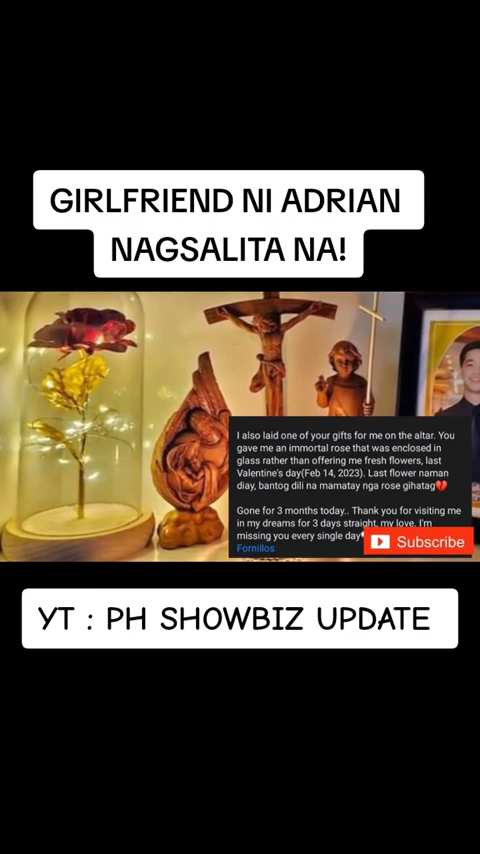 GIRLFRIEND NI ADRIAN
NAGSALITA NA!
I also laid one of your gifts for me on the altar. You
gave me an immortal rose that was enclosed in
glass rather than offering me fresh flowers, last
Valentine's day(Feb 14, 2023). Last flower naman
diay, bantog dili na mamatay nga rose gihatag💔
Gone for 3 months today.. Thank you for visiting me
in my dreams for 3 days straight, my love. I'm
missing you every single day
Fornillos
Subscribe
YT : PH SHOWBIZ UPDATE